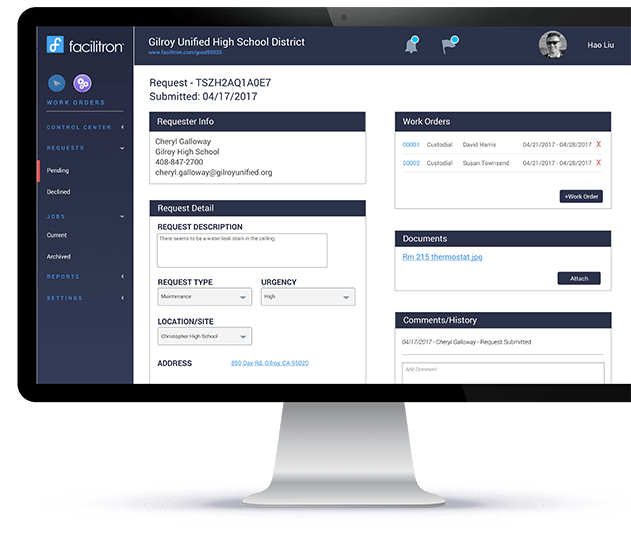 facilitron
Gilroy Unified High School District
www.facilitron.com/gusd95020
Hao Liu
WORK ORDERS
CONTROL CENTER
REQUESTS
Pending
Declined
JOBS
Current
Archived
REPORTS
SETTINGS
Request - TSZH2AQ1A0E7
Submitted: 04/17/2017
Requester Info
Cheryl Galloway
Gilroy High School
408-847-2700
cheryl.galloway@gilroyunified.org
Request Detail
REQUEST DESCRIPTION
There seems to be a water leak stain in the ceiling.
REQUEST TYPE
Maintenance
URGENCY
High
LOCATION/SITE
Christopher High School
ADDRESS 850 Day Rd, Gilroy, CA 95020
Work Orders
00001 Custodial David Harris 04/21/2017 - 04/28/2017 X
00002 Custodial Susan Townsend 04/21/2017 - 04/28/2017 X
+Work Order
Documents
Rm 215 thermostat.jpg
Attach
Comments/History
04/17/2017 - Cheryl Galloway - Request Submitted
Add Comment